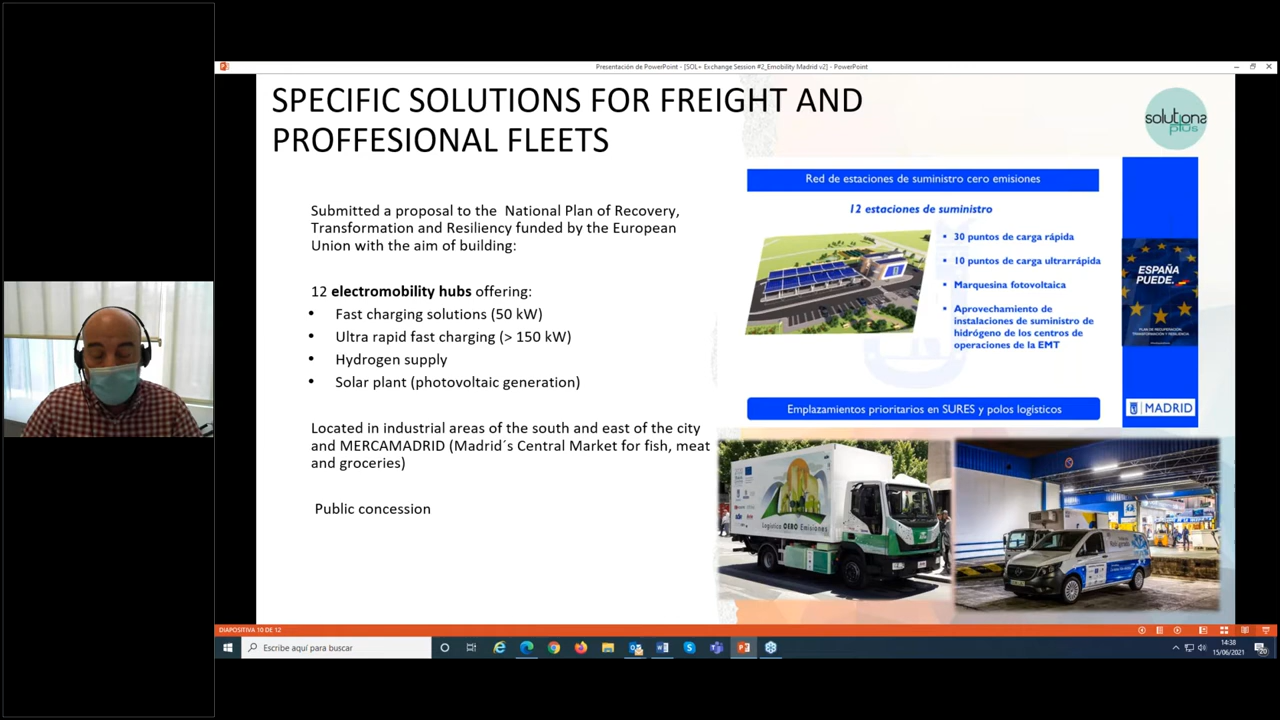 Presentación de PowerPoint - [SOL+ Exchange Session #2_Emobility Madrid v2] - PowerPoint
SPECIFIC SOLUTIONS FOR FREIGHT AND
PROFFESIONAL FLEETS
solutions
plus
Submitted a proposal to the National Plan of Recovery,
Transformation and Resiliency funded by the European
Union with the aim of building:
12 electromobility hubs offering:
• Fast charging solutions (50 kW)
• Ultra rapid fast charging (> 150 kW)
• Hydrogen supply
• Solar plant (photovoltaic generation)
Located in industrial areas of the south and east of the city
and MERCAMADRID (Madrid´s Central Market for fish, meat
and groceries)
Public concession
Red de estaciones de suministro cero emisiones
12 estaciones de suministro
▪ 30 puntos de carga rápida
▪ 10 puntos de carga ultrarrápida
▪ Marquesina fotovoltaica
▪ Aprovechamiento de
instalaciones de suministro de
hidrógeno de los centros de
operaciones de la EMT
ESPAÑA
PUEDE.
PLAN DE RECUPERACIÓN,
TRANSFORMACIÓN Y RESILIENCIA
Emplazamientos prioritarios en SURES y polos logísticos
MADRID
Logística CERO Emisiones
DIAPOSITIVA 10 DE 12
Escribe aquí para buscar
14:38
15/06/2021
20